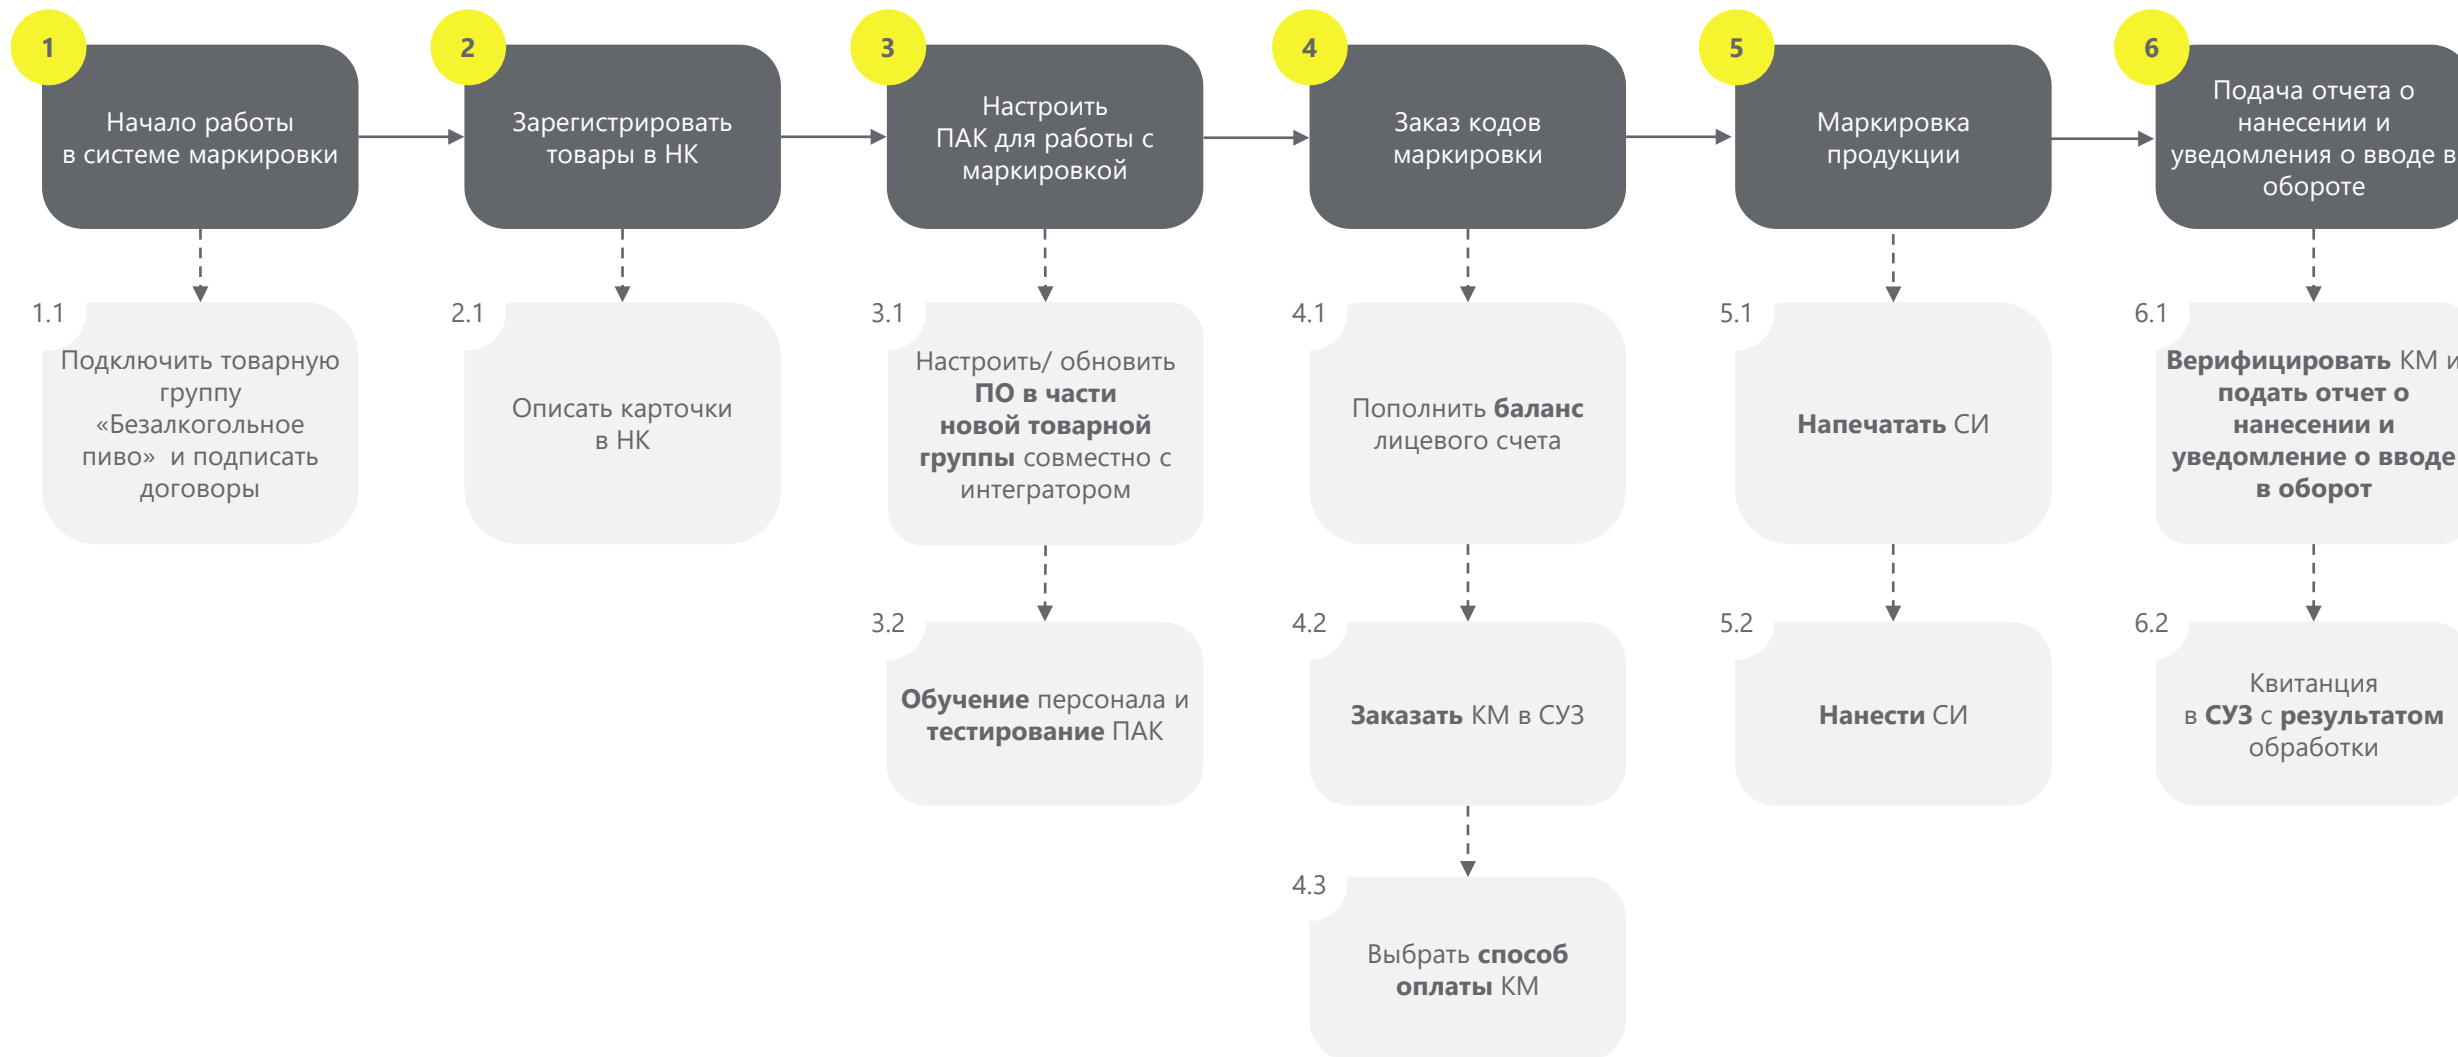 1
Начало работы
в системе маркировки
2
Зарегистрировать
товары в НК
3
Настроить
ПАК для работы с
маркировкой
4
Заказ кодов
маркировки
5
Маркировка
продукции
6
Подача отчета о
нанесении и
уведомления о вводе в
обороте
1.1
Подключить товарную
группу
«Безалкогольное
пиво» и подписать
договоры
2.1
Описать карточки
в НК
3.1
Настроить/ обновить
ПО в части
новой товарной
группы совместно с
интегратором
4.1
Пополнить баланс
лицевого счета
5.1
Напечатать СИ
6.1
Верифицировать КМ и
подать отчет о
нанесении и
уведомление о вводе
в оборот
3.2
Обучение персонала и
тестирование ПАК
4.2
Заказать КМ в СУЗ
5.2
Нанести СИ
6.2
Квитанция
в СУЗ с результатом
обработки
4.3
Выбрать способ
оплаты КМ